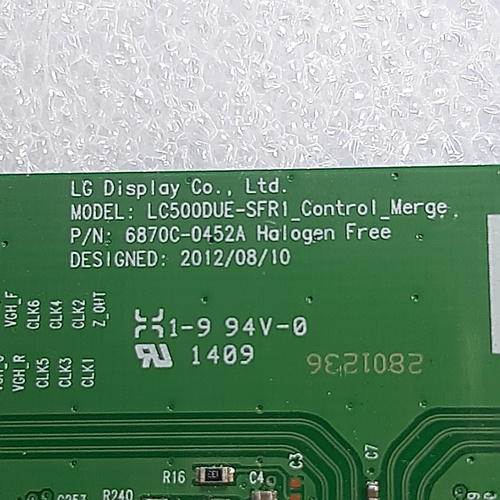 LG Display Co., Ltd.
MODEL: LC500DUE-SFR1_Control_Merge
P/N: 6870C-0452A Halogen Free
DESIGNED: 2012/08/10
VGH_F
CLK6
CLK4
CLK2
Z_OUT
1-9 94V-0
1409
2801236
VGH_R
CLK5
CLK3
CLK1
R16
C4
C3
C7
C253
R240